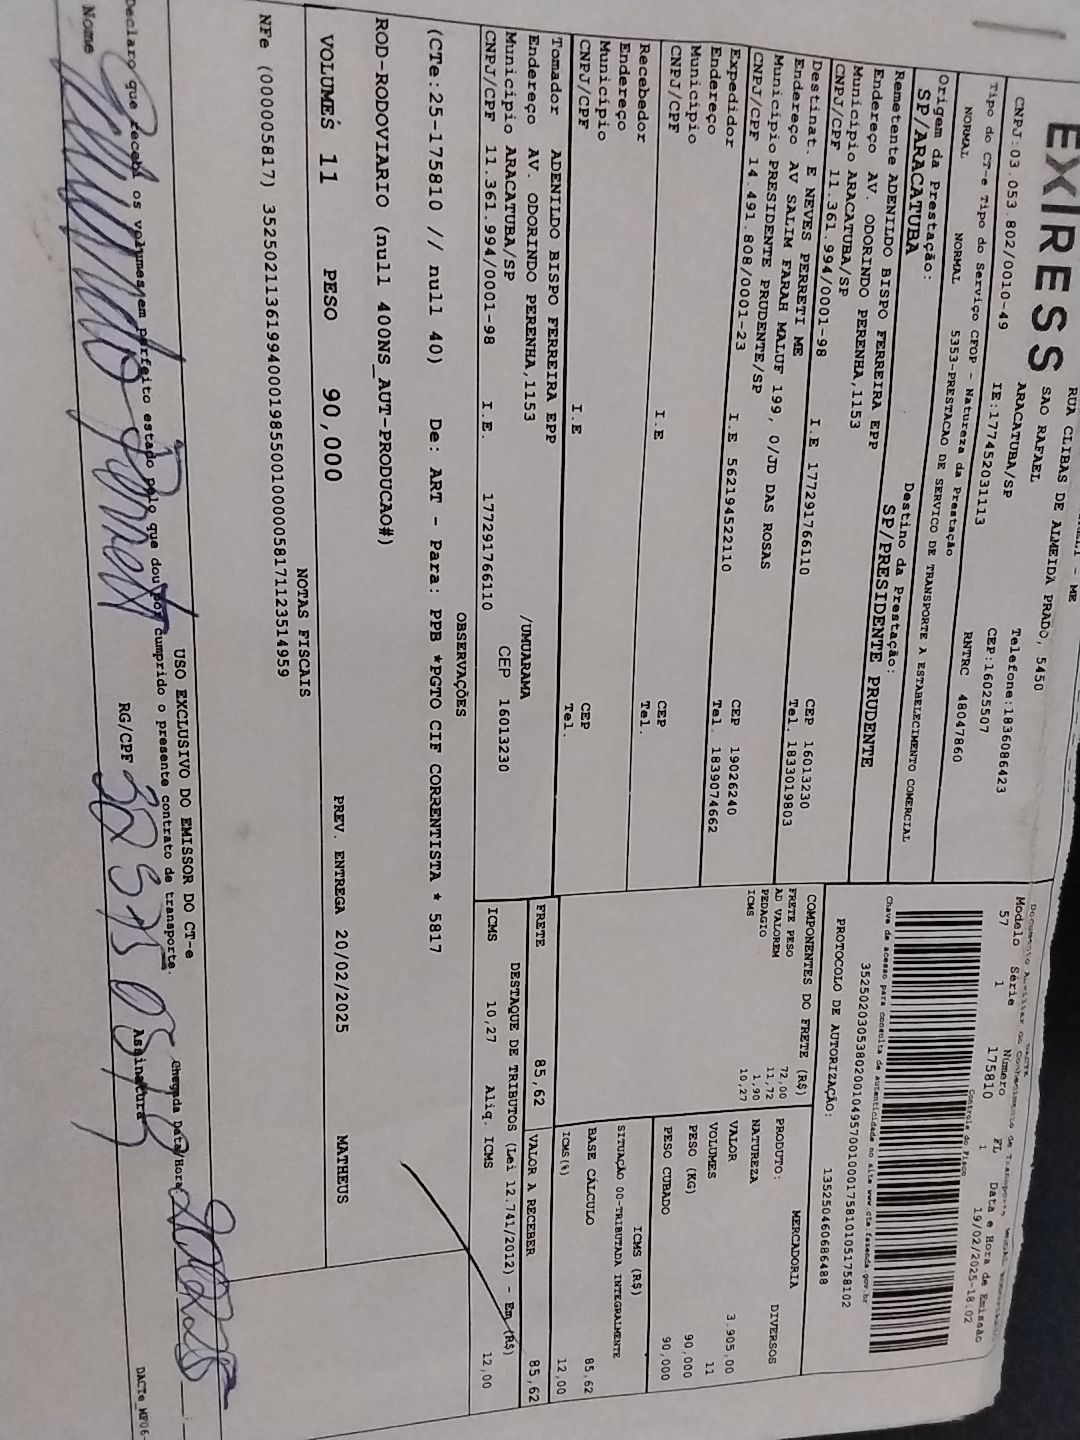 EX/RESS
RUA CLIBAS DE ALMEIDA PRADO, 5450
SAO RAFAEL
ARACATUBA/SP
CEP:16025507
Telefone:1836086423
CNPJ:03.053.802/0010-49 IE:177452031113
RNTRC 48047860
Tipo do CT-e Tipo do Serviço CFOP - Natureza da Prestação
NORMAL NORMAL 5353-PRESTACAO DE SERVICO DE TRANSPORTE A ESTABELECIMENTO COMERCIAL
Origem da Prestação: Destino da Prestação:
SP/ARACATUBA SP/PRESIDENTE PRUDENTE
Remetente ADENILDO BISPO FERREIRA EPP
Endereço AV. ODORINDO PERENHA,1153
Município ARACATUBA/SP CEP 16013230
CNPJ/CPF 11.361.994/0001-98 I.E 177291766110 Tel. 1833019803
Destinat. E NEVES PERRETI ME
Endereço AV SALIM FARAH MALUF 199, 0/JD DAS ROSAS
Município PRESIDENTE PRUDENTE/SP CEP 19026240
CNPJ/CPF 14.491.808/0001-23 I.E 562194522110 Tel. 1839074662
Expedidor
Endereço
Município CEP
CNPJ/CPF I.E Tel.
Recebedor
Endereço
Município CEP
CNPJ/CPF I.E Tel.
Tomador ADENILDO BISPO FERREIRA EPP
Endereço AV. ODORINDO PERENHA,1153 /UMUARAMA
Município ARACATUBA/SP CEP 16013230
CNPJ/CPF 11.361.994/0001-98 I.E. 177291766110
OBSERVAÇÕES
(CTe:25-175810 // null 40) De: ART - Para: PPB *PGTO CIF CORRENTISTA * 5817
ROD-RODOVIARIO (null 400NS_AUT-PRODUCAO#)
VOLUMES 11 PESO 90,000 PREV. ENTREGA 20/02/2025 MATHEUS
NOTAS FISCAIS
NFe (000005817) 35250211361994000198550010000058171123514959
Modelo Série Número FL Data e Hora de Emissão
57 1 175810 1 19/02/2025-18.02
Controle do Fisco
Chave de acesso para consulta de autenticidade no site www.cte.fazenda.gov.br
35250203053802001049570010001758101051758102
PROTOCOLO DE AUTORIZAÇÃO: 135250460686488
COMPONENTES DO FRETE (R$)
FRETE PESO 72,00
AD VALOREM 11,72
PEDAGIO 1,90
ICMS 10,27
MERCADORIA
PRODUTO: DIVERSOS
NATUREZA
VALOR 3.905,00
VOLUMES 11
PESO (KG) 90,000
PESO CUBADO 90,000
ICMS (R$)
SITUAÇÃO 00-TRIBUTADA INTEGRALMENTE
BASE CÁLCULO 85,62
ICMS(%) 12,00
FRETE 85,62 VALOR A RECEBER 85,62
DESTAQUE DE TRIBUTOS (Lei 12.741/2012) - Em (R$)
ICMS 10,27 Aliq. ICMS 12,00
USO EXCLUSIVO DO EMISSOR DO CT-e
Declaro que recebi os volumes em perfeito estado pelo que dou por cumprido o presente contrato de transporte.
Chegada Data/Hora
Nome RG/CPF Assinatura
DACTe_MF06-